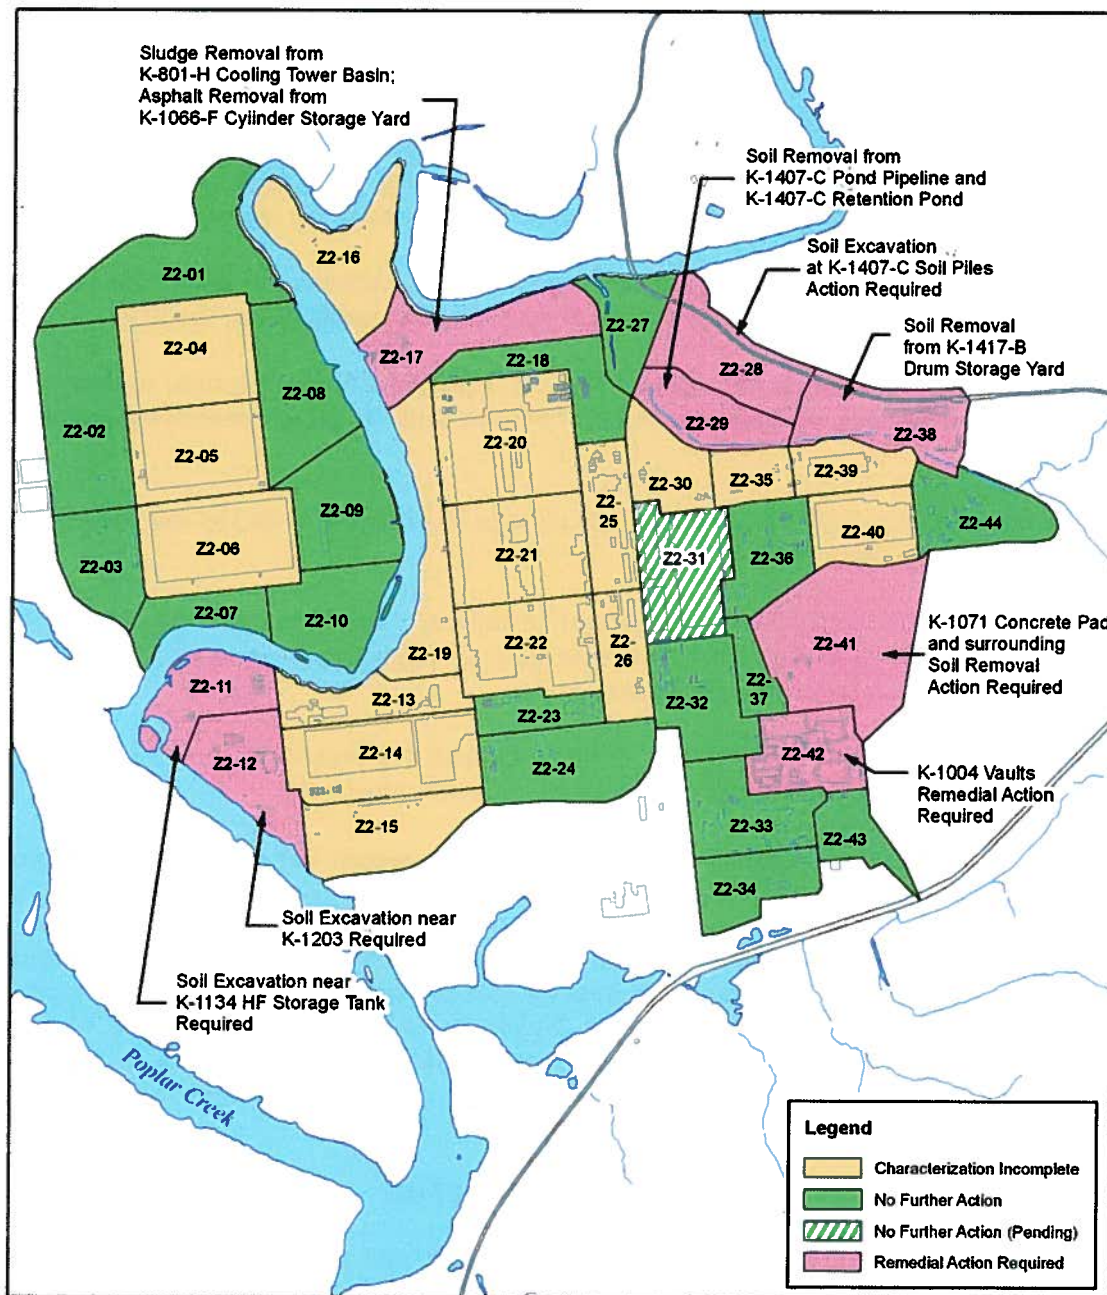 Sludge Removal from
K-801-H Cooling Tower Basin;
Asphalt Removal from
K-1066-F Cylinder Storage Yard
Soil Removal from
K-1407-C Pond Pipeline and
K-1407-C Retention Pond
Soil Excavation
at K-1407-C Soil Piles
Action Required
Soil Removal
from K-1417-B
Drum Storage Yard
Z2-16
Z2-01
Z2-04
Z2-17
Z2-18
Z2-27
Z2-28
Z2-08
Z2-02
Z2-05
Z2-20
Z2-29
Z2-38
Z2-30
Z2-35
Z2-39
Z2-09
Z2-
25
Z2-44
Z2-03
Z2-06
Z2-21
Z2-31
Z2-36
Z2-40
Z2-07
Z2-10
Z2-19
Z2-22
Z2-
26
Z2-41
K-1071 Concrete Pad
and surrounding
Soil Removal
Action Required
Z2-11
Z2-13
Z2-23
Z2-32
Z2-
37
Z2-12
Z2-14
Z2-24
Z2-42
K-1004 Vaults
Remedial Action
Required
Z2-15
Z2-33
Z2-43
Z2-34
Soil Excavation near
K-1203 Required
Soil Excavation near
K-1134 HF Storage Tank
Required
Poplar Creek
Legend
Characterization Incomplete
No Further Action
No Further Action (Pending)
Remedial Action Required